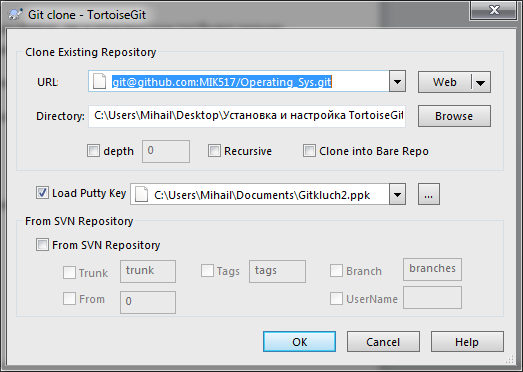 Git clone - TortoiseGit
Clone Existing Repository
URL: git@github.com:MIK517/Operating_Sys.git Web
Directory: C:\Users\Mihail\Desktop\Установка и настройка TortoiseGit Browse
depth 0 Recursive Clone into Bare Repo
Load Putty Key C:\Users\Mihail\Documents\Gitkluch2.ppk ...
From SVN Repository
From SVN Repository
Trunk trunk Tags tags Branch branches
From 0 UserName
OK Cancel Help